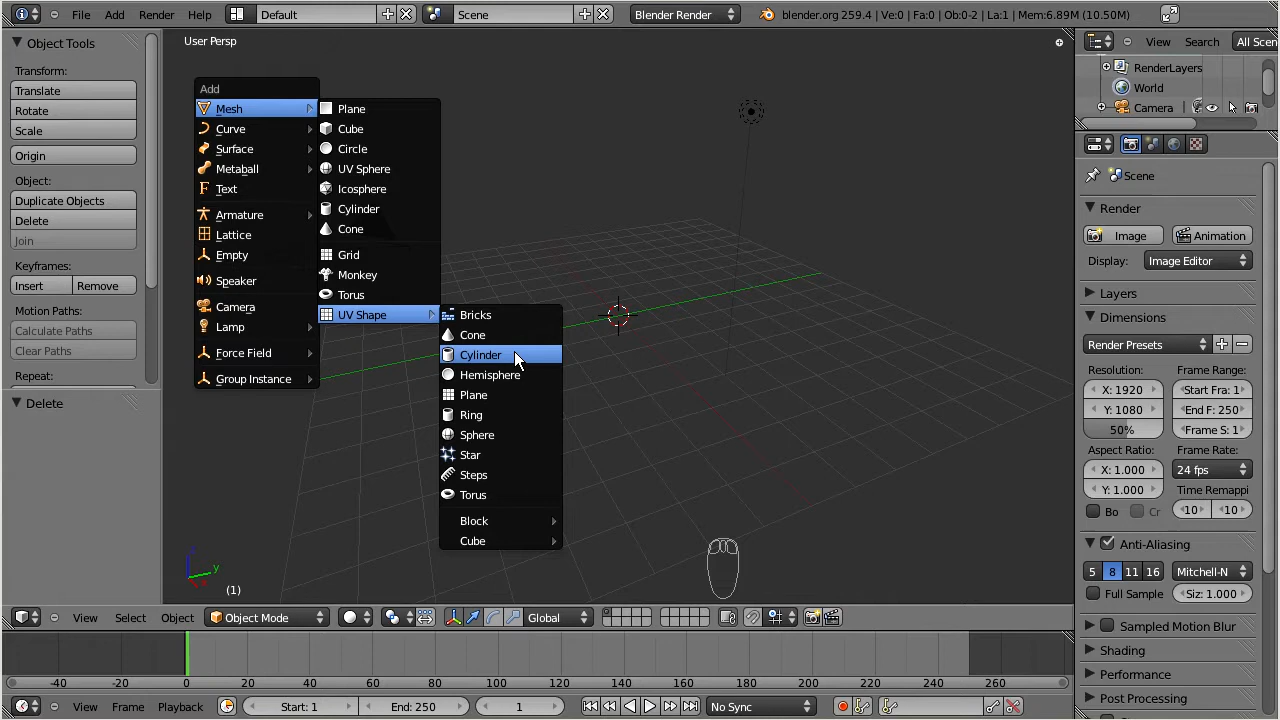 File Add Render Help Default Scene Blender Render blender.org 259.4 | Ve:0 | Fa:0 | Ob:0-2 | La:1 | Mem:6.89M (10.50M)
Object Tools
Transform:
Translate
Rotate
Scale
Origin
Object:
Duplicate Objects
Delete
Join
Keyframes:
Insert Remove
Motion Paths:
Calculate Paths
Clear Paths
Repeat:
Delete
User Persp
Add
Mesh
Curve
Surface
Metaball
Text
Armature
Lattice
Empty
Speaker
Camera
Lamp
Force Field
Group Instance
Plane
Cube
Circle
UV Sphere
Icosphere
Cylinder
Cone
Grid
Monkey
Torus
UV Shape
Bricks
Cone
Cylinder
Hemisphere
Plane
Ring
Sphere
Star
Steps
Torus
Block
Cube
y
(1)
View Search All Scen
RenderLayers
World
Camera
Scene
Render
Image Animation
Display: Image Editor
Layers
Dimensions
Render Presets
Resolution: Frame Range:
X: 1920 Start Fra: 1
Y: 1080 End F: 250
50% Frame S: 1
Aspect Ratio: Frame Rate:
X: 1.000 24 fps
Y: 1.000 Time Remappi
Bo Cr 10 10
Anti-Aliasing
5 8 11 16 Mitchell-N
Full Sample Siz: 1.000
Sampled Motion Blur
Shading
Performance
Post Processing
View Select Object Object Mode Global
-40 -20 0 20 40 60 80 100 120 140 160 180 200 220 240 260
View Frame Playback Start: 1 End: 250 1 No Sync